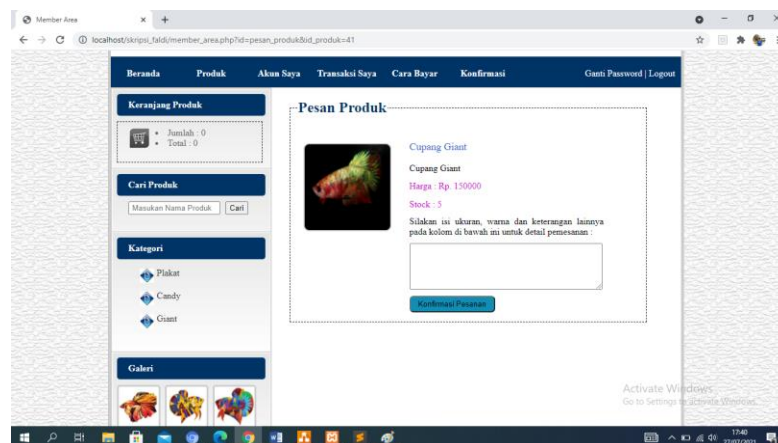 Member Area
localhost/skripsi_faldi/member_area.php?id=pesan_produk&id_produk=41
Beranda Produk Akun Saya Transaksi Saya Cara Bayar Konfirmasi Ganti Password | Logout
Keranjang Produk
Jumlah : 0
Total : 0
Cari Produk
Masukan Nama Produk Cari
Kategori
Plakat
Candy
Giant
Galeri
Pesan Produk
Cupang Giant
Cupang Giant
Harga : Rp. 150000
Stock : 5
Silakan isi ukuran, warna dan keterangan lainnya
pada kolom di bawah ini untuk detail pemesanan :
Konfirmasi Pesanan
Activate Windows
Go to Settings to activate Windows.
17:40